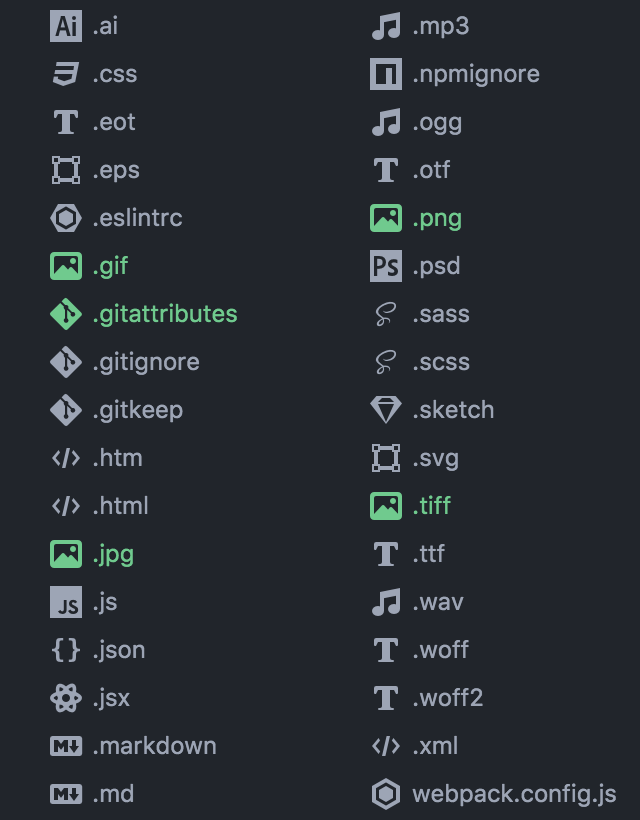 Ai .ai
.css
T .eot
.eps
.eslintrc
.gif
.gitattributes
.gitignore
.gitkeep
</> .htm
</> .html
.jpg
JS .js
{} .json
.jsx
M .markdown
M .md
.mp3
.npmignore
.ogg
T .otf
.png
Ps .psd
.sass
.scss
.sketch
.svg
.tiff
T .ttf
.wav
T .woff
T .woff2
</> .xml
webpack.config.js